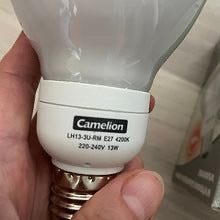 Camelion
LH13-3U-RM E27 4200K
220-240V 13W